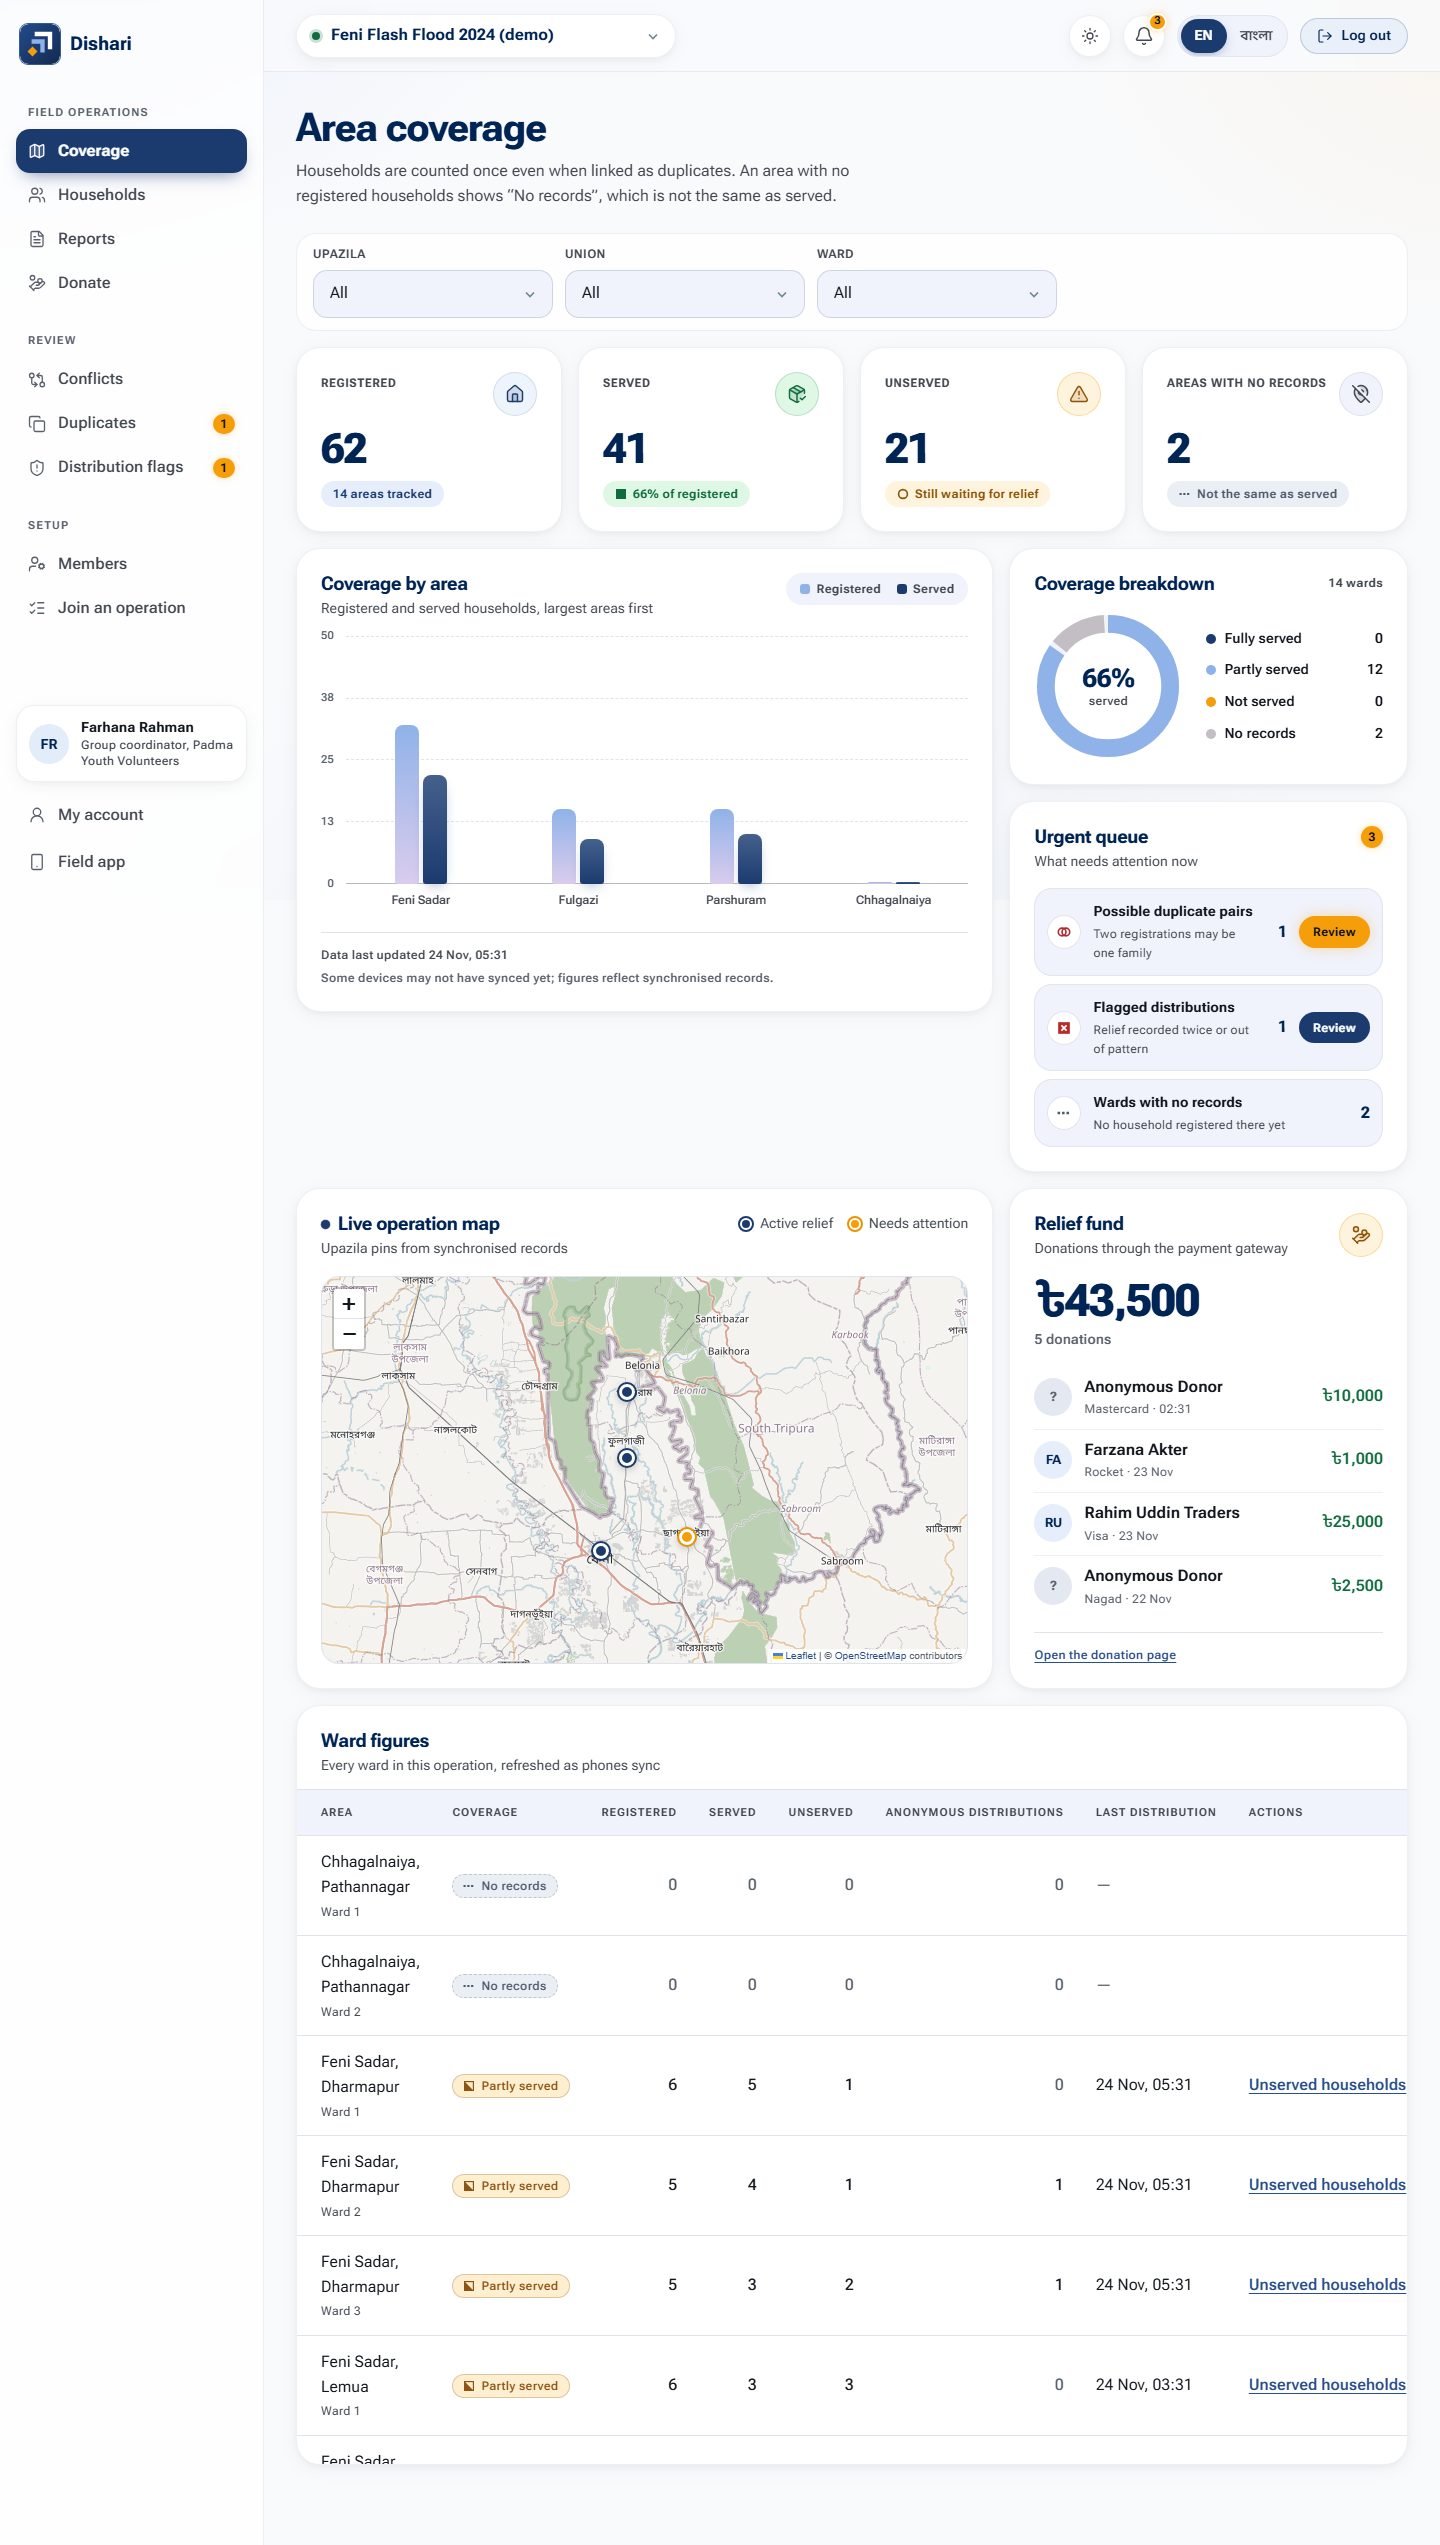 Dishari
FIELD OPERATIONS
Coverage
Households
Reports
Donate
REVIEW
Conflicts
Duplicates 1
Distribution flags 1
SETUP
Members
Join an operation
FR
Farhana Rahman
Group coordinator, Padma
Youth Volunteers
My account
Field app
Feni Flash Flood 2024 (demo)
3
EN বাংলা
Log out
Area coverage
Households are counted once even when linked as duplicates. An area with no
registered households shows “No records”, which is not the same as served.
UPAZILA UNION WARD
All All All
REGISTERED
62
14 areas tracked
SERVED
41
66% of registered
UNSERVED
21
Still waiting for relief
AREAS WITH NO RECORDS
2
Not the same as served
Coverage by area
Registered and served households, largest areas first
Registered Served
50
38
25
13
0
Feni Sadar Fulgazi Parshuram Chhagalnaiya
Data last updated 24 Nov, 05:31
Some devices may not have synced yet; figures reflect synchronised records.
Coverage breakdown 14 wards
66%
served
Fully served 0
Partly served 12
Not served 0
No records 2
Urgent queue 3
What needs attention now
Possible duplicate pairs
Two registrations may be
one family
1 Review
Flagged distributions
Relief recorded twice or out
of pattern
1 Review
Wards with no records
No household registered there yet
2
Live operation map
Upazila pins from synchronised records
Active relief Needs attention
+
−
লালমাই
Santirbazar
Karbook
লাকসাম
উপজেলা
লাকসাম
Baikhora
Belonia
Belonia
চৌদ্দগ্রাম
South Tripura
নাঙ্গলকোট
মনোহরগঞ্জ
ফুলগাজী
মাটিরাঙ্গা
উপজেলা
Sabroom
মাটিরাঙ্গা
Sabroom
বেগমগঞ্জ
উপজেলা
সেনবাগ
দাগনভূঁইয়া
বারৈয়ারহাট
Leaflet | © OpenStreetMap contributors
Relief fund
Donations through the payment gateway
৳43,500
5 donations
? Anonymous Donor ৳10,000
Mastercard · 02:31
FA Farzana Akter ৳1,000
Rocket · 23 Nov
RU Rahim Uddin Traders ৳25,000
Visa · 23 Nov
? Anonymous Donor ৳2,500
Nagad · 22 Nov
Open the donation page
Ward figures
Every ward in this operation, refreshed as phones sync
AREA COVERAGE REGISTERED SERVED UNSERVED ANONYMOUS DISTRIBUTIONS LAST DISTRIBUTION ACTIONS
Chhagalnaiya,
Pathannagar
Ward 1
No records 0 0 0 0 —
Chhagalnaiya,
Pathannagar
Ward 2
No records 0 0 0 0 —
Feni Sadar,
Dharmapur
Ward 1
Partly served 6 5 1 0 24 Nov, 05:31 Unserved households
Feni Sadar,
Dharmapur
Ward 2
Partly served 5 4 1 1 24 Nov, 05:31 Unserved households
Feni Sadar,
Dharmapur
Ward 3
Partly served 5 3 2 1 24 Nov, 05:31 Unserved households
Feni Sadar,
Lemua
Ward 1
Partly served 6 3 3 0 24 Nov, 03:31 Unserved households
Feni Sadar,